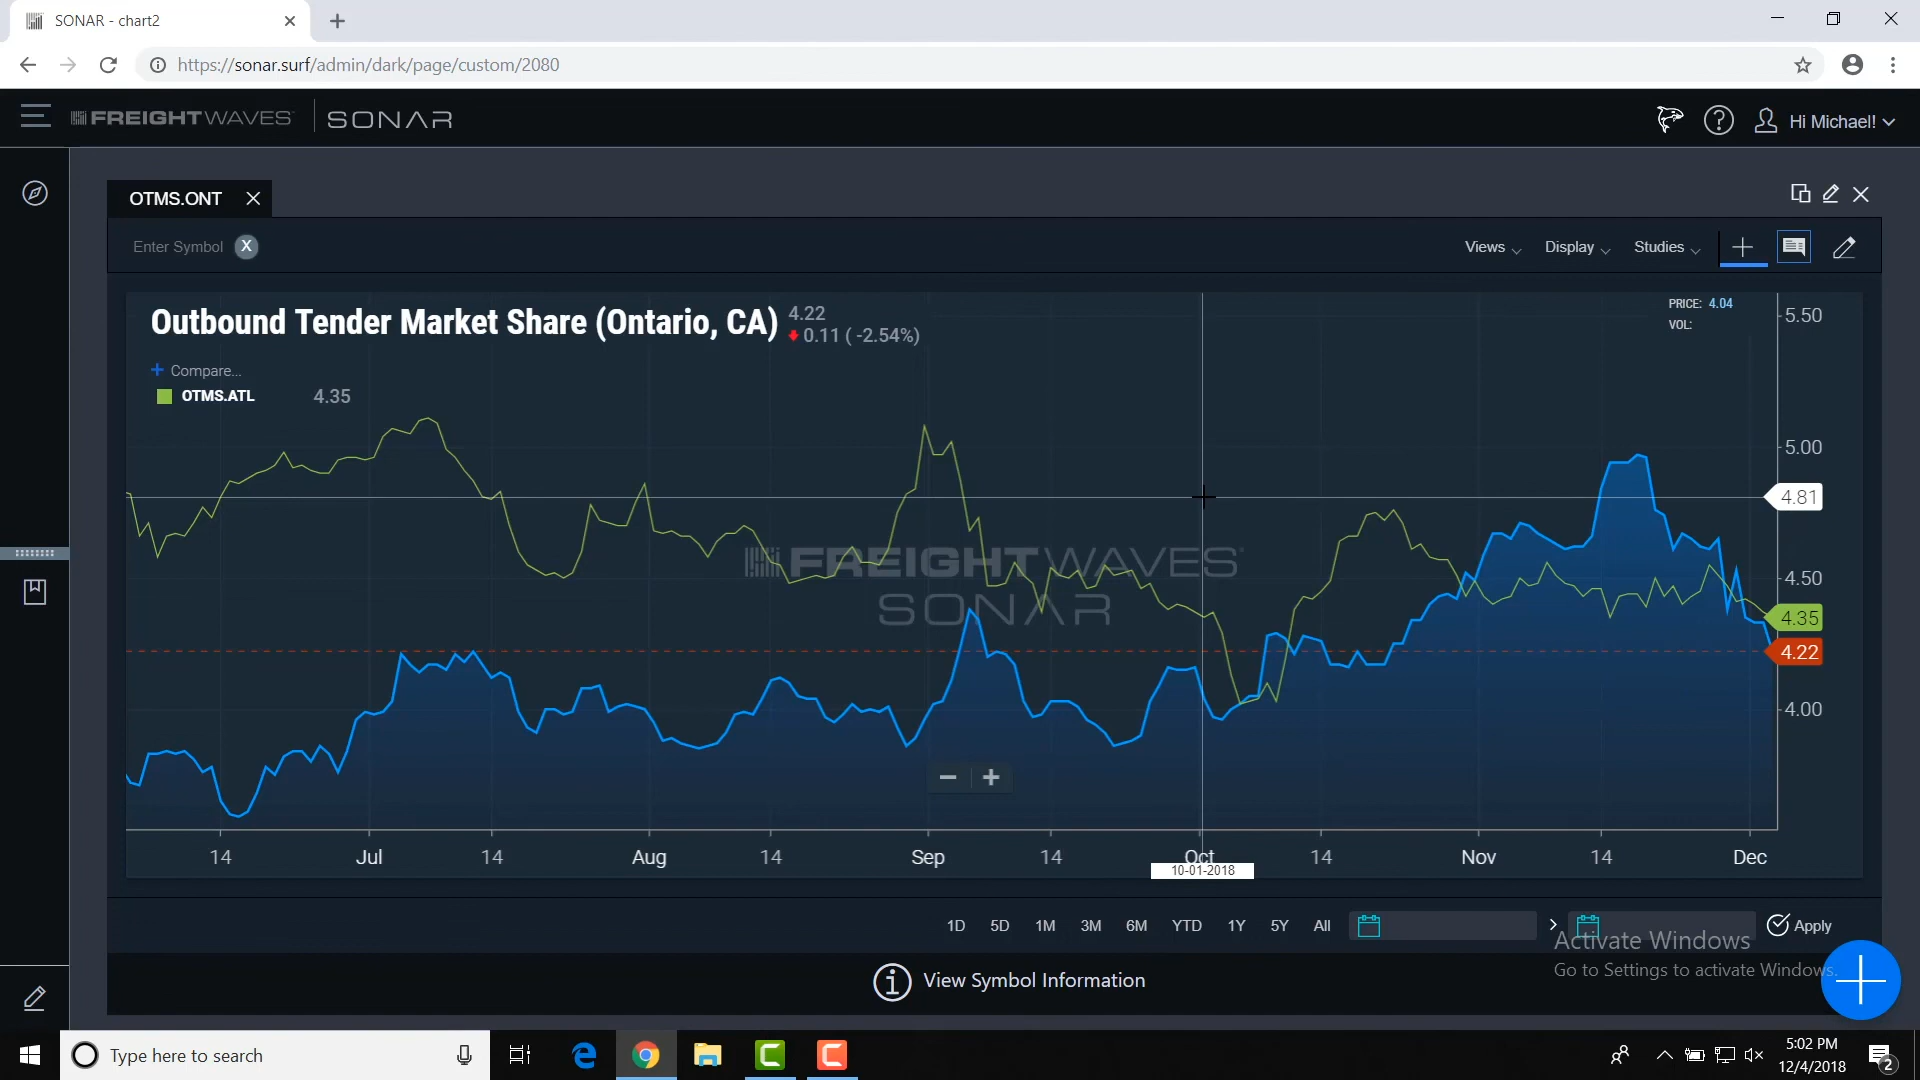 SONAR - chart2
https://sonar.surf/admin/dark/page/custom/2080
FREIGHTWAVES SONAR
Hi Michael!
OTMS.ONT
Enter Symbol X
Views Display Studies
Outbound Tender Market Share (Ontario, CA) 4.22
0.11 ( -2.54%)
PRICE: 4.04
VOL:
+ Compare...
OTMS.ATL 4.35
5.50
5.00
4.81
4.50
4.35
4.22
4.00
FREIGHTWAVES
SONAR
14 Jul 14 Aug 14 Sep 14 Oct 14 Nov 14 Dec
10-01-2018
1D 5D 1M 3M 6M YTD 1Y 5Y All Apply
Activate Windows
Go to Settings to activate Windows.
View Symbol Information
Type here to search
5:02 PM
12/4/2018
2